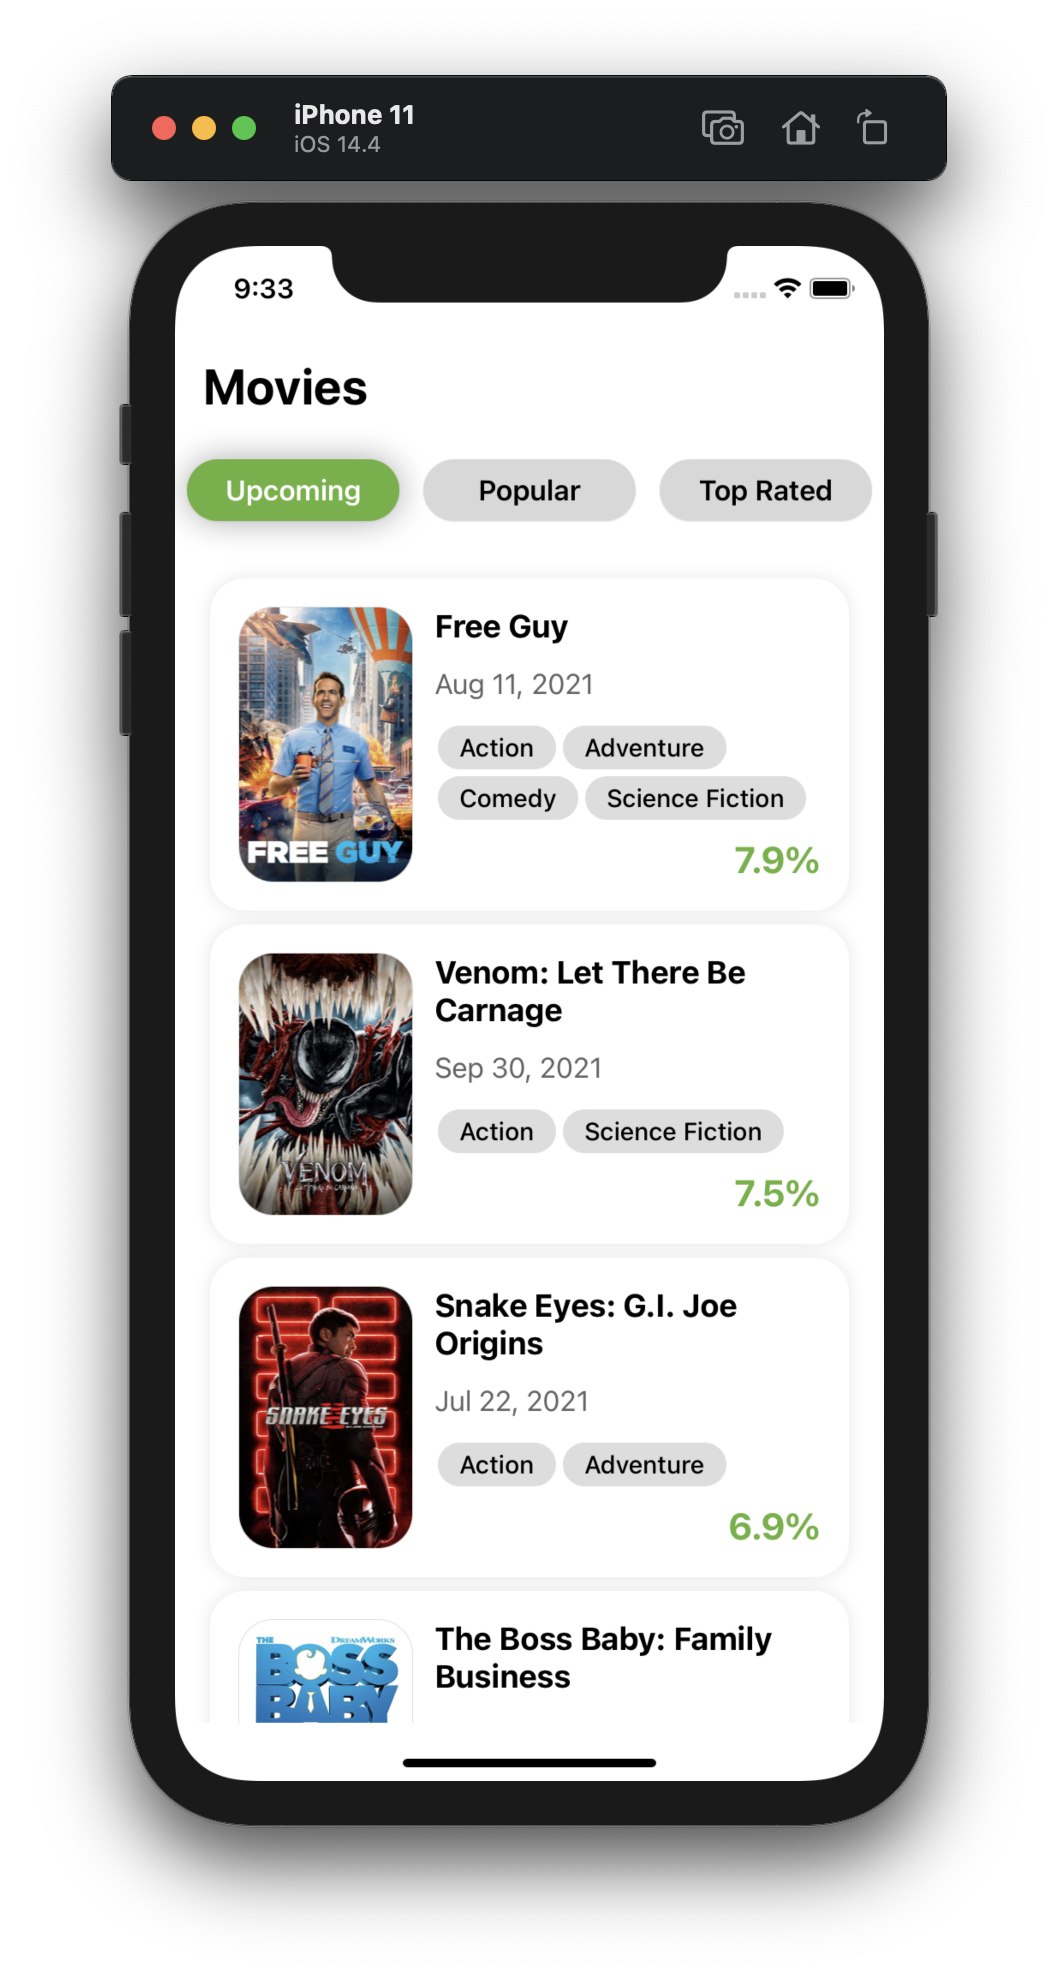 iPhone 11
iOS 14.4
9:33
Movies
Upcoming
Popular
Top Rated
Free Guy
Aug 11, 2021
Action
Adventure
Comedy
Science Fiction
7.9%
FREE GUY
Venom: Let There Be
Carnage
Sep 30, 2021
Action
Science Fiction
7.5%
VENOM
Snake Eyes: G.I. Joe
Origins
Jul 22, 2021
Action
Adventure
6.9%
SNAKE EYES
The Boss Baby: Family
Business
THE
DREAMWORKS
BOSS
BABY